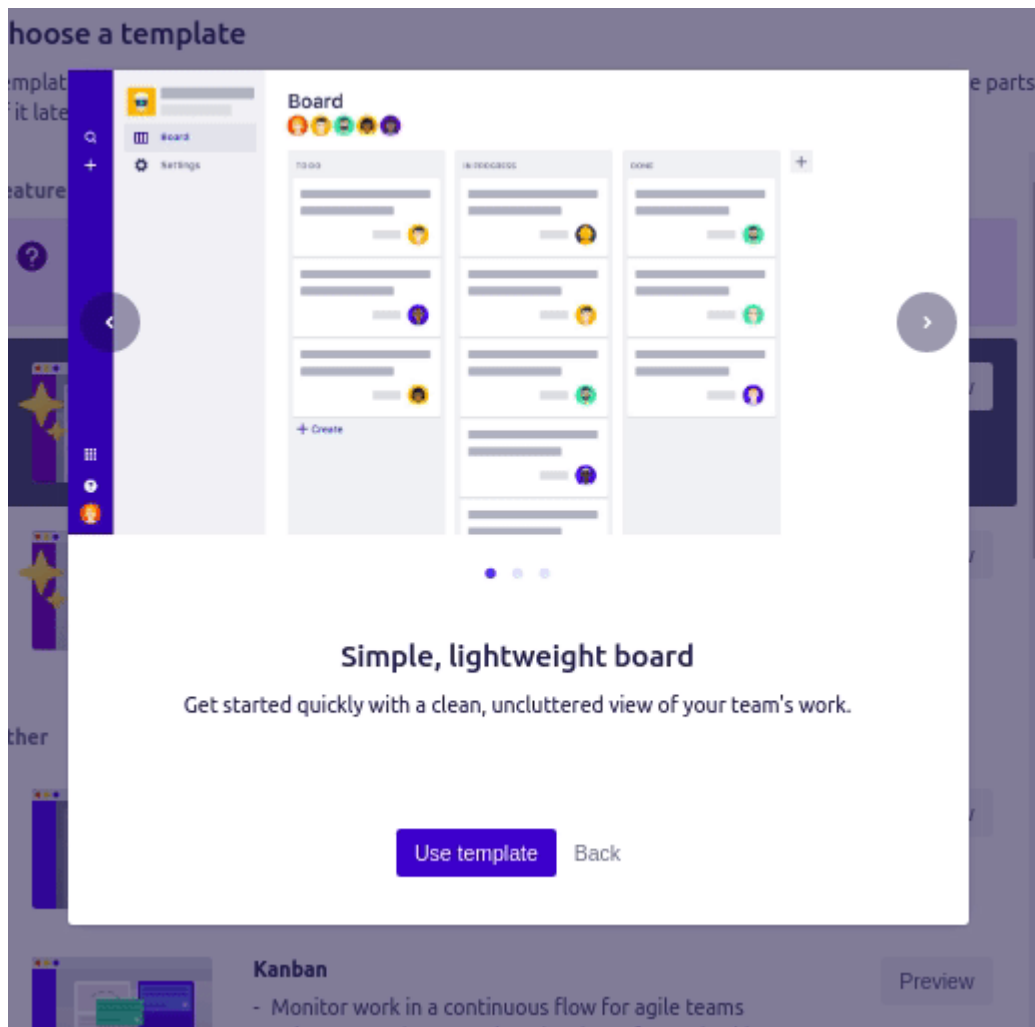 hoose a template
emplat
e parts
it late
eature
Board
Board
Settings
TO DO
IN PROGRESS
DONE
+ Create
Simple, lightweight board
Get started quickly with a clean, uncluttered view of your team's work.
ther
Use template
Back
Kanban
Preview
- Monitor work in a continuous flow for agile teams